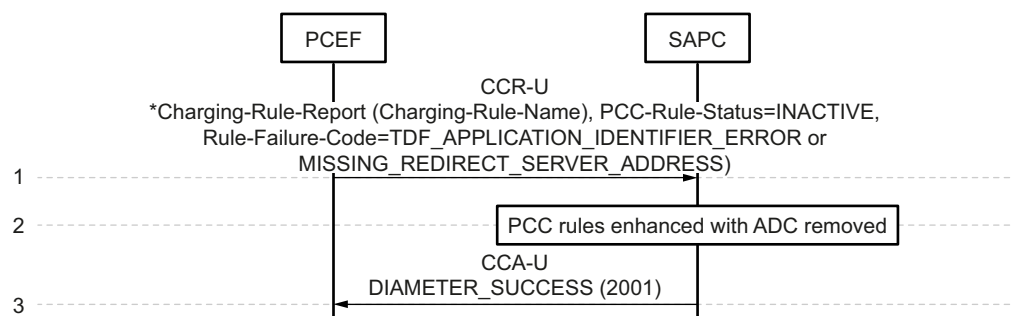 PCEF
SAPC
CCR-U
*Charging-Rule-Report (Charging-Rule-Name), PCC-Rule-Status=INACTIVE,
Rule-Failure-Code=TDF_APPLICATION_IDENTIFIER_ERROR or
MISSING_REDIRECT_SERVER_ADDRESS)
1
2
PCC rules enhanced with ADC removed
CCA-U
DIAMETER_SUCCESS (2001)
3